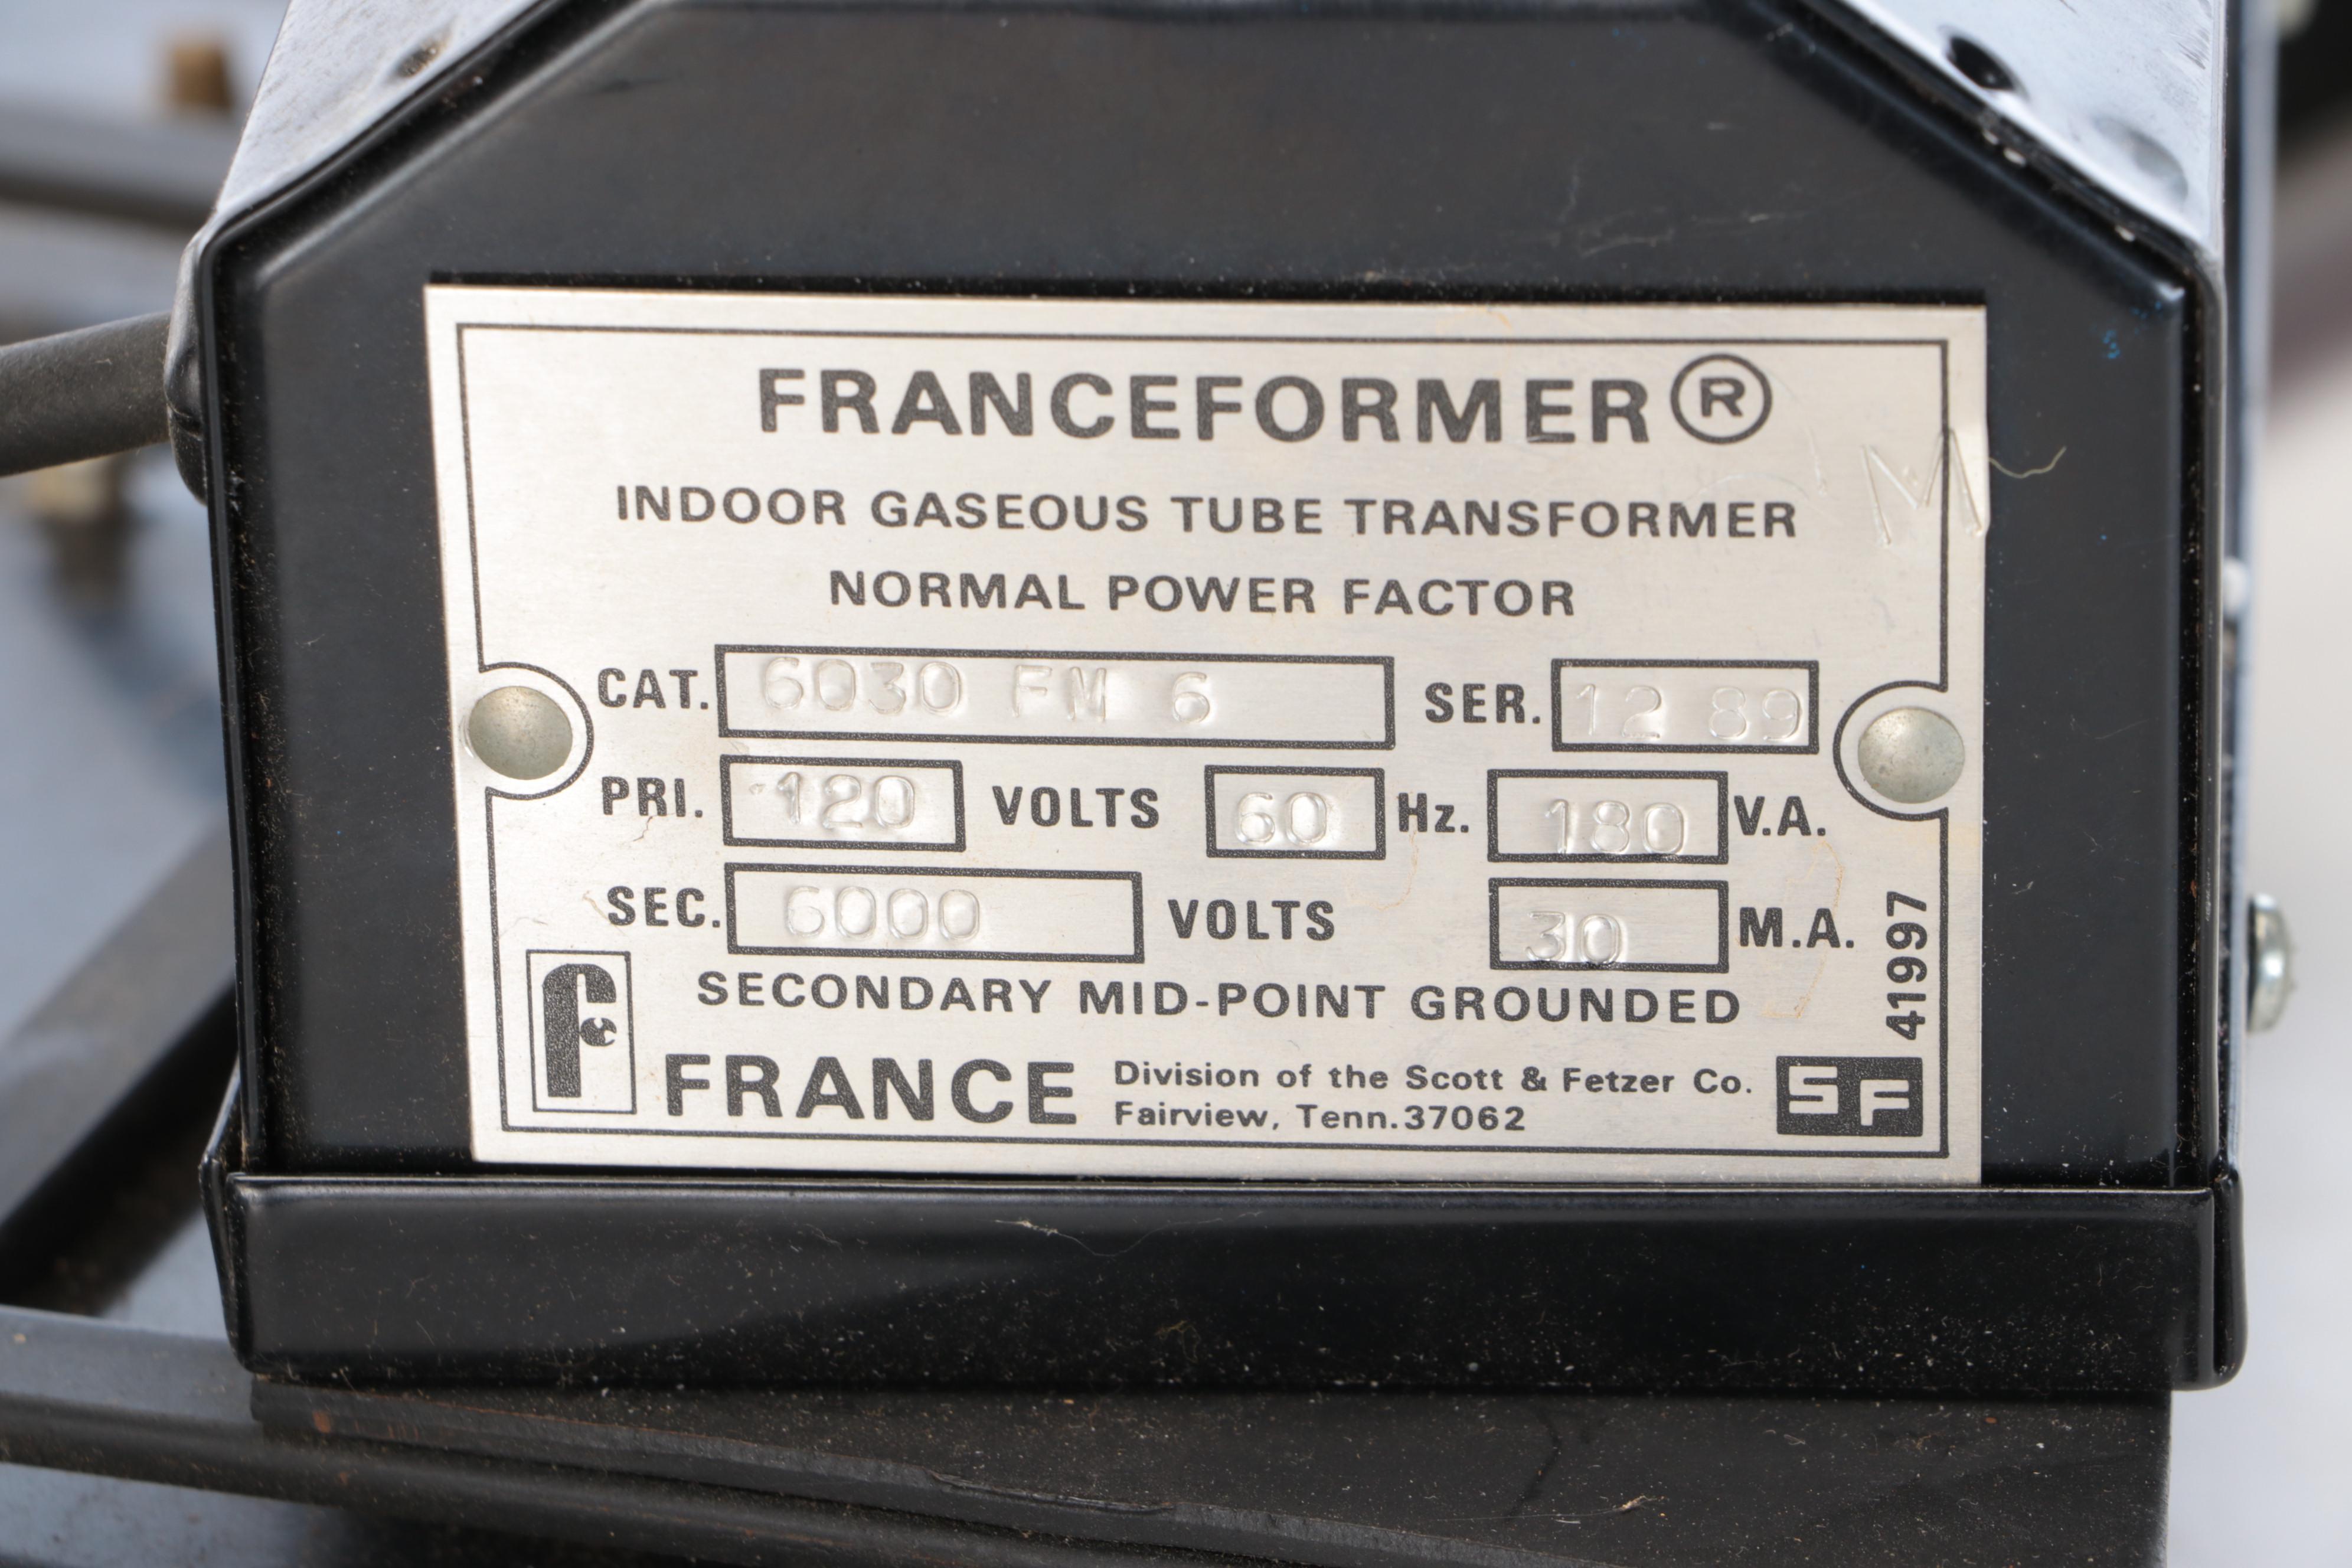 FRANCEFORMER®
INDOOR GASEOUS TUBE TRANSFORMER
NORMAL POWER FACTOR
CAT. 6030 FM 6 SER. 12 89
PRI. 120 VOLTS 60 Hz. 180 V.A.
SEC. 6000 VOLTS 30 M.A.
SECONDARY MID-POINT GROUNDED
41997
f FRANCE Division of the Scott & Fetzer Co.
Fairview, Tenn.37062
SF
M